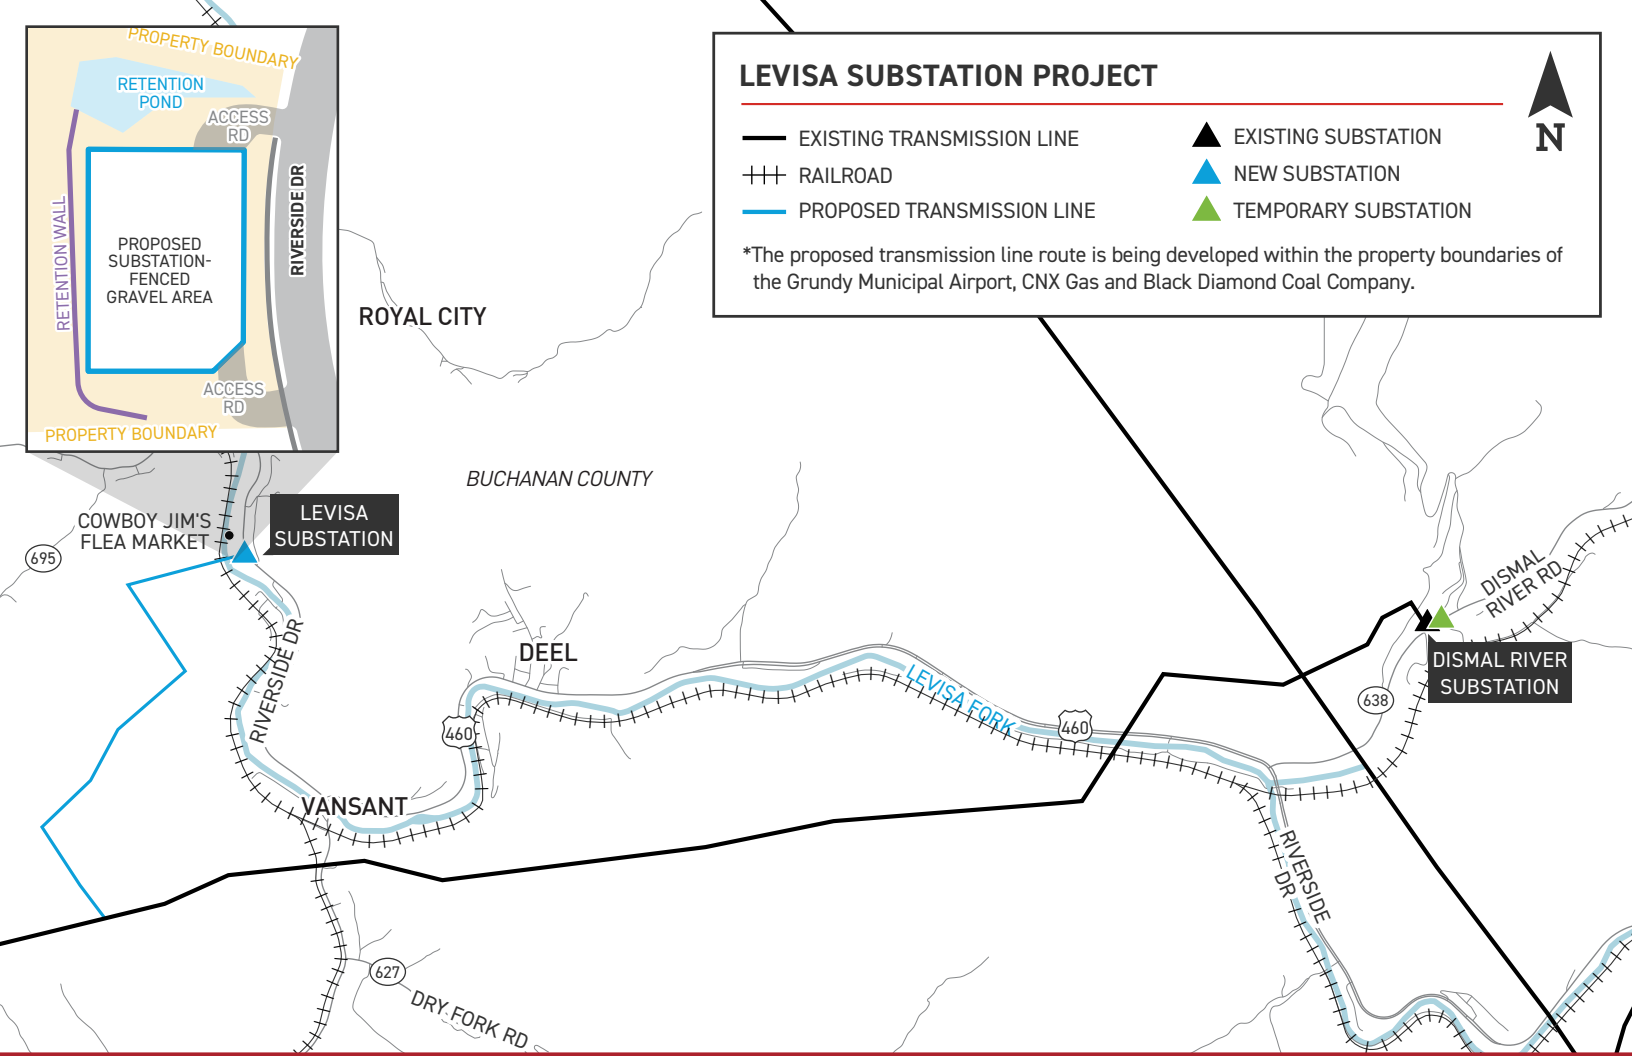 PROPERTY BOUNDARY
RETENTION
POND
ACCESS
RD
RETENTION WALL
PROPOSED
SUBSTATION-
FENCED
GRAVEL AREA
RIVERSIDE DR
ACCESS
RD
PROPERTY BOUNDARY
LEVISA SUBSTATION PROJECT
N
EXISTING TRANSMISSION LINE
RAILROAD
PROPOSED TRANSMISSION LINE
EXISTING SUBSTATION
NEW SUBSTATION
TEMPORARY SUBSTATION
*The proposed transmission line route is being developed within the property boundaries of
the Grundy Municipal Airport, CNX Gas and Black Diamond Coal Company.
ROYAL CITY
BUCHANAN COUNTY
COWBOY JIM'S
FLEA MARKET
LEVISA
SUBSTATION
695
RIVERSIDE DR
DEEL
460
VANSANT
LEVISA FORK
460
DISMAL
RIVER RD
DISMAL RIVER
SUBSTATION
638
RIVERSIDE
DR
627
DRY FORK RD